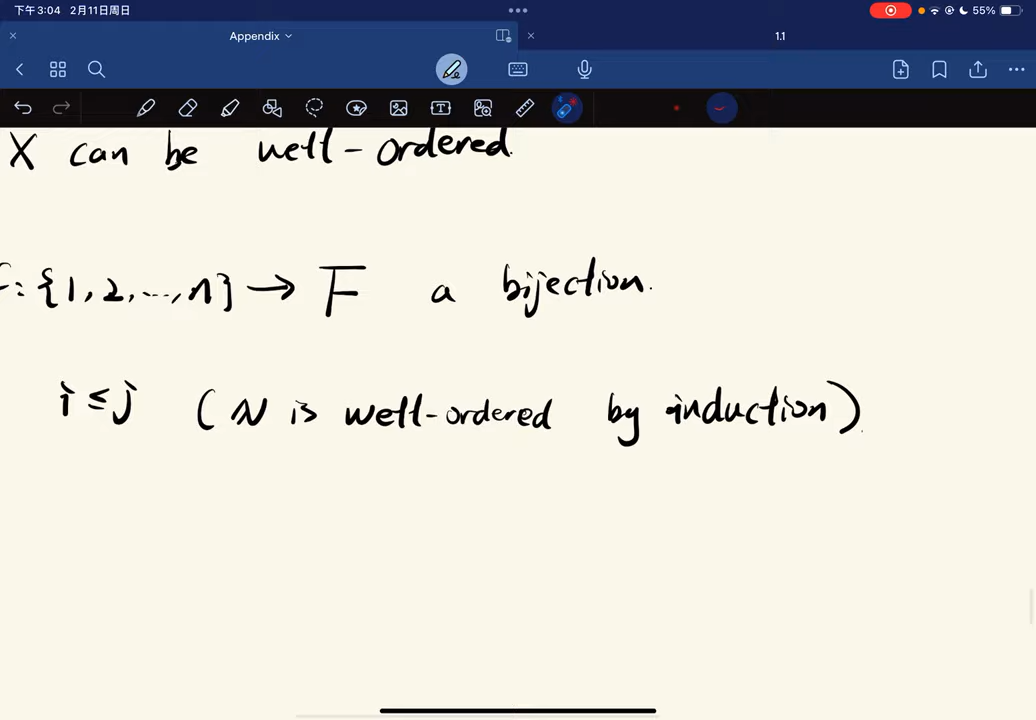 下午3:04 2月11日周日
55%
Appendix
1.1
X can be well-ordered.
: {1, 2, ..., n} → F a bijection.
i ≤ j (N is well-ordered by induction).